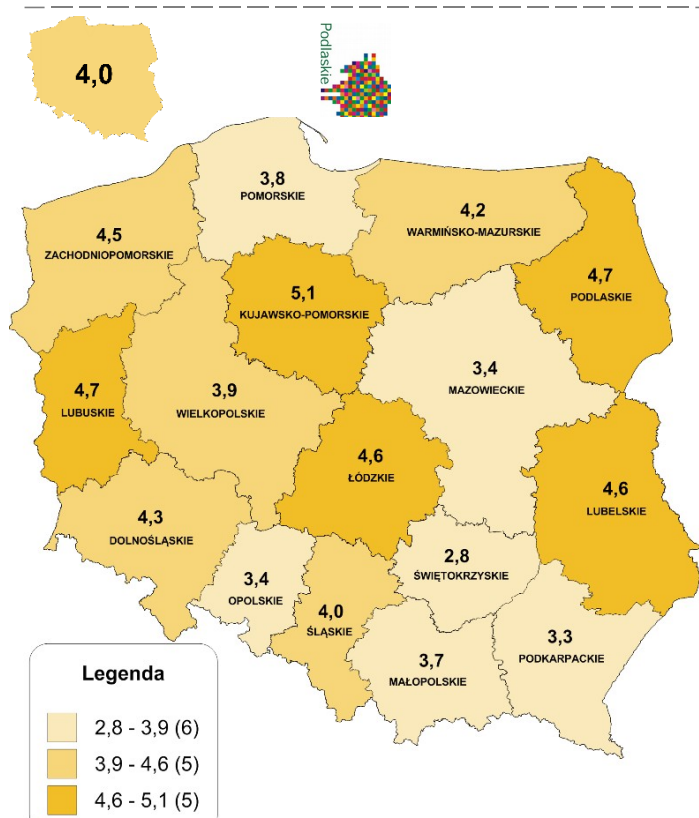 4,0
Podlaskie
3,8
POMORSKIE
4,2
WARMIŃSKO-MAZURSKIE
4,5
ZACHODNIOPOMORSKIE
4,7
PODLASKIE
5,1
KUJAWSKO-POMORSKIE
3,4
MAZOWIECKIE
4,7
LUBUSKIE
3,9
WIELKOPOLSKIE
4,6
ŁÓDZKIE
4,6
LUBELSKIE
4,3
DOLNOŚLĄSKIE
2,8
ŚWIĘTOKRZYSKIE
3,4
OPOLSKIE
4,0
ŚLĄSKIE
3,3
PODKARPACKIE
3,7
MAŁOPOLSKIE
Legenda
2,8 - 3,9 (6)
3,9 - 4,6 (5)
4,6 - 5,1 (5)